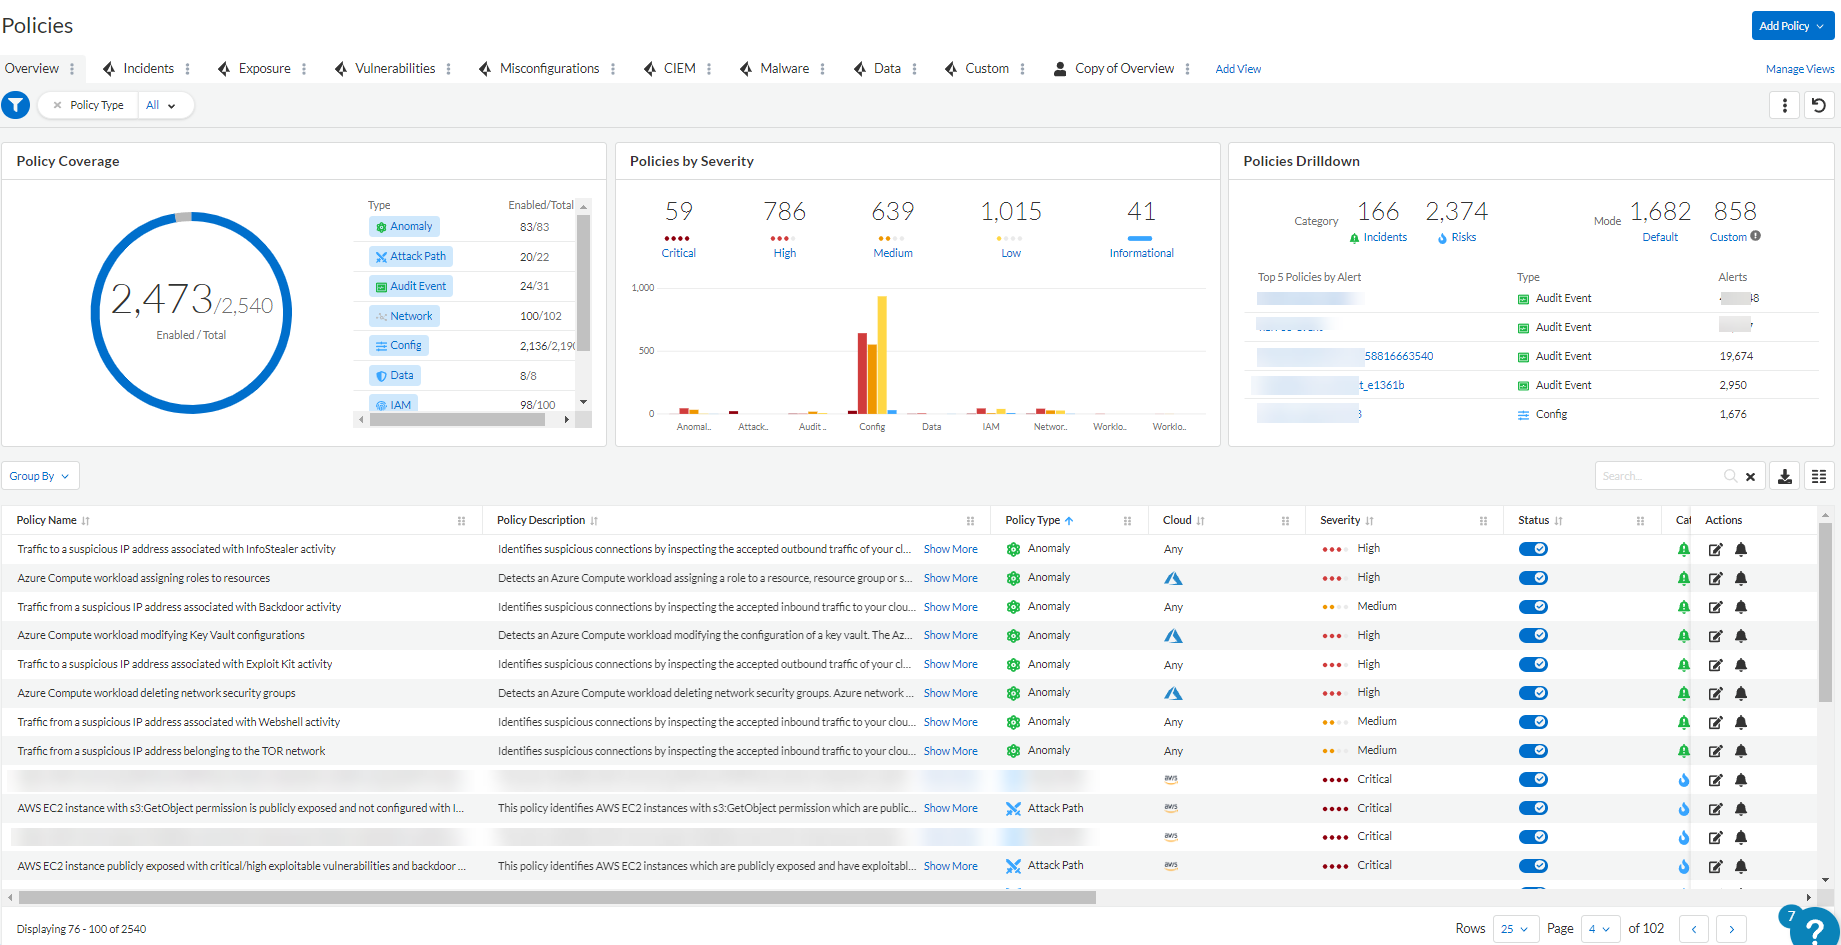 Policies
Add Policy
Overview
Incidents
Exposure
Vulnerabilities
Misconfigurations
CIEM
Malware
Data
Custom
Copy of Overview
Add View
Manage Views
Policy Type
All
Policy Coverage
2,473/2,540
Enabled / Total
Type Enabled/Total
Anomaly 83/83
Attack Path 20/22
Audit Event 24/31
Network 100/102
Config 2,136/2,190
Data 8/8
IAM 98/100
Policies by Severity
59 786 639 1,015 41
Critical High Medium Low Informational
1,000
500
0
Anomal.. Attack.. Audit .. Config Data IAM Networ.. Worklo.. Worklo..
Policies Drilldown
Category 166 2,374 Mode 1,682 858
Incidents Risks Default Custom
Top 5 Policies by Alert Type Alerts
Audit Event 48
Audit Event
58816663540 Audit Event 19,674
t_e1361b Audit Event 2,950
Config 1,676
Group By
Search...
Policy Name Policy Description Policy Type Cloud Severity Status Cat Actions
Traffic to a suspicious IP address associated with InfoStealer activity Identifies suspicious connections by inspecting the accepted outbound traffic of your cl... Show More Anomaly Any High
Azure Compute workload assigning roles to resources Detects an Azure Compute workload assigning a role to a resource, resource group or s... Show More Anomaly High
Traffic from a suspicious IP address associated with Backdoor activity Identifies suspicious connections by inspecting the accepted inbound traffic to your clou... Show More Anomaly Any Medium
Azure Compute workload modifying Key Vault configurations Detects an Azure Compute workload modifying the configuration of a key vault. The Az... Show More Anomaly High
Traffic to a suspicious IP address associated with Exploit Kit activity Identifies suspicious connections by inspecting the accepted outbound traffic of your cl... Show More Anomaly Any High
Azure Compute workload deleting network security groups Detects an Azure Compute workload deleting network security groups. Azure network ... Show More Anomaly High
Traffic from a suspicious IP address associated with Webshell activity Identifies suspicious connections by inspecting the accepted inbound traffic to your clou... Show More Anomaly Any Medium
Traffic from a suspicious IP address belonging to the TOR network Identifies suspicious connections by inspecting the accepted inbound traffic to your clou... Show More Anomaly Any Medium
aws Critical
AWS EC2 instance with s3:GetObject permission is publicly exposed and not configured with I... This policy identifies AWS EC2 instances with s3:GetObject permission which are public... Show More Attack Path aws Critical
aws Critical
AWS EC2 instance publicly exposed with critical/high exploitable vulnerabilities and backdoor ... This policy identifies AWS EC2 instances which are publicly exposed and have exploitabl... Show More Attack Path aws Critical
Displaying 76 - 100 of 2540
Rows 25 Page 4 of 102
7
?